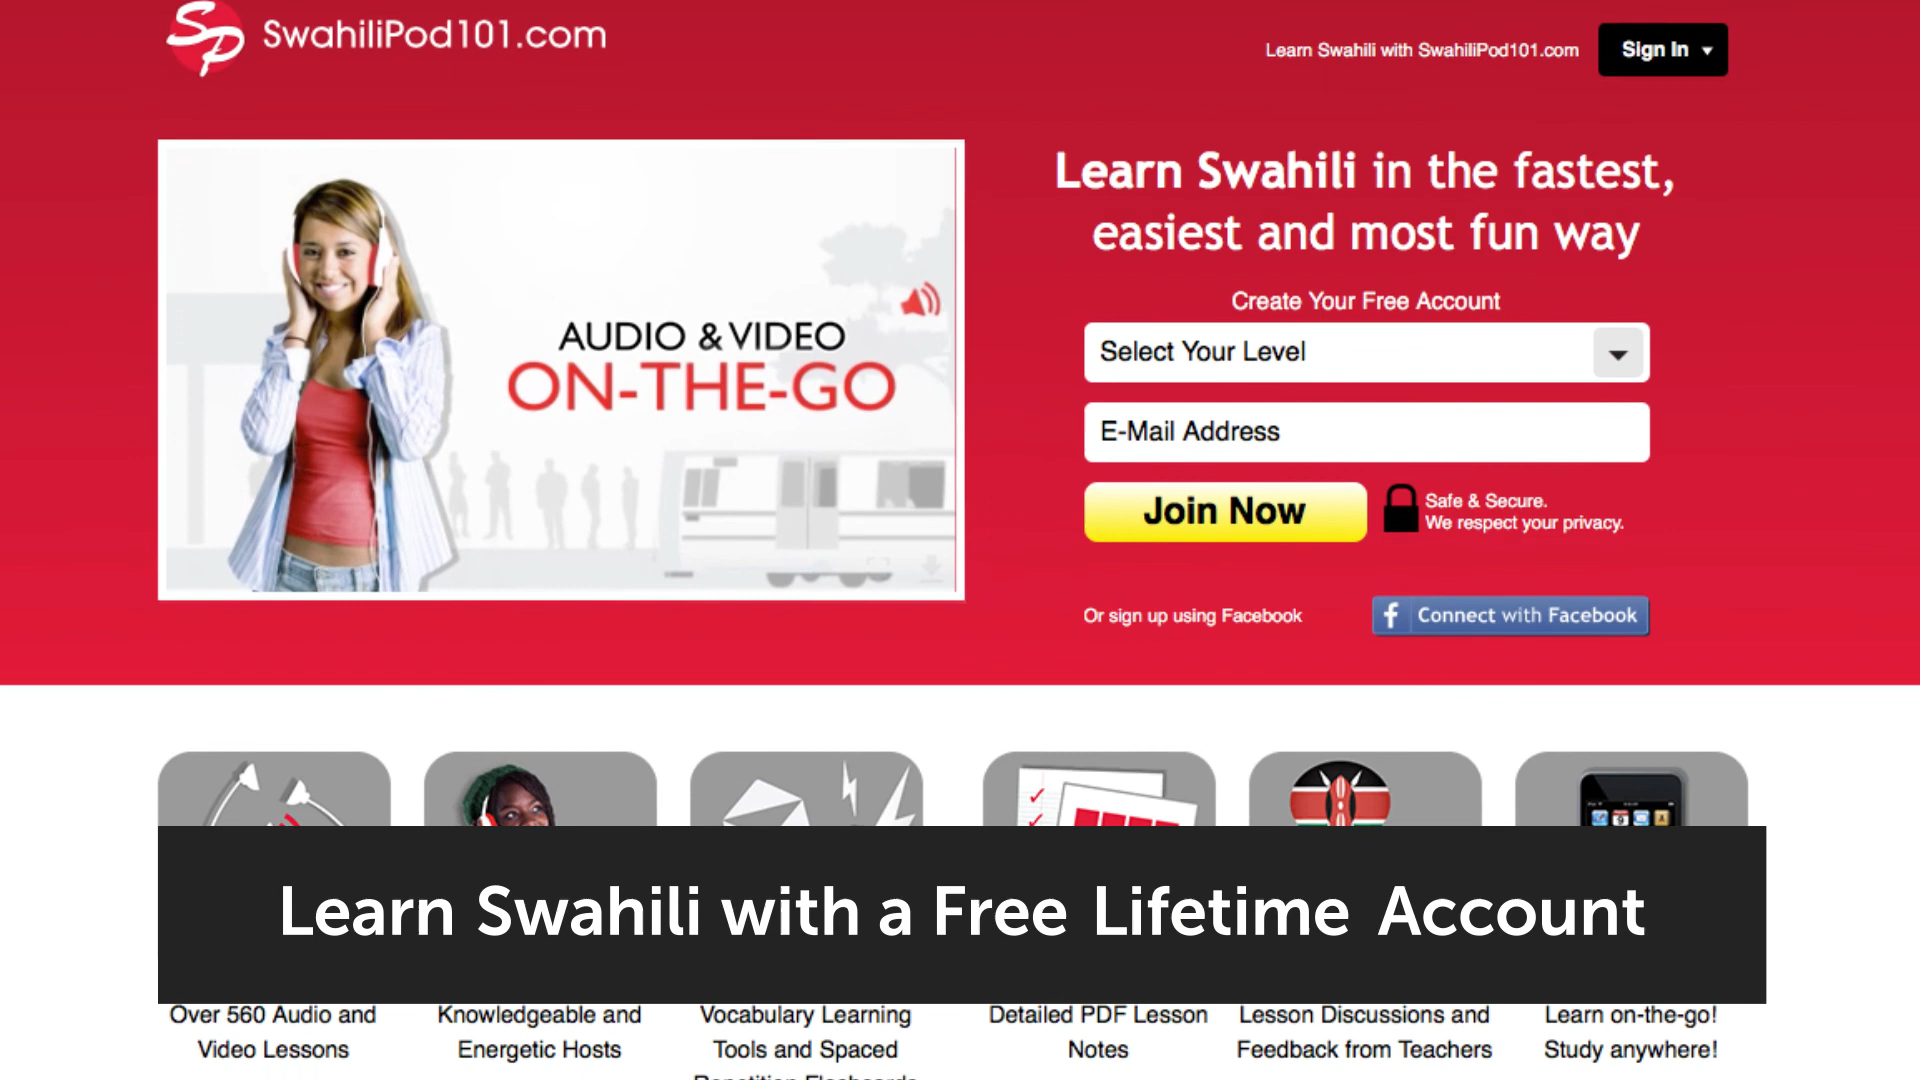 SP SwahiliPod101.com
Learn Swahili with SwahiliPod101.com
Sign In
AUDIO & VIDEO
ON-THE-GO
Learn Swahili in the fastest,
easiest and most fun way
Create Your Free Account
Select Your Level
E-Mail Address
Join Now
Safe & Secure.
We respect your privacy.
Or sign up using Facebook
f Connect with Facebook
9
Learn Swahili with a Free Lifetime Account
Over 560 Audio and
Video Lessons
Knowledgeable and
Energetic Hosts
Vocabulary Learning
Tools and Spaced
Repetition Flashcards
Detailed PDF Lesson
Notes
Lesson Discussions and
Feedback from Teachers
Learn on-the-go!
Study anywhere!